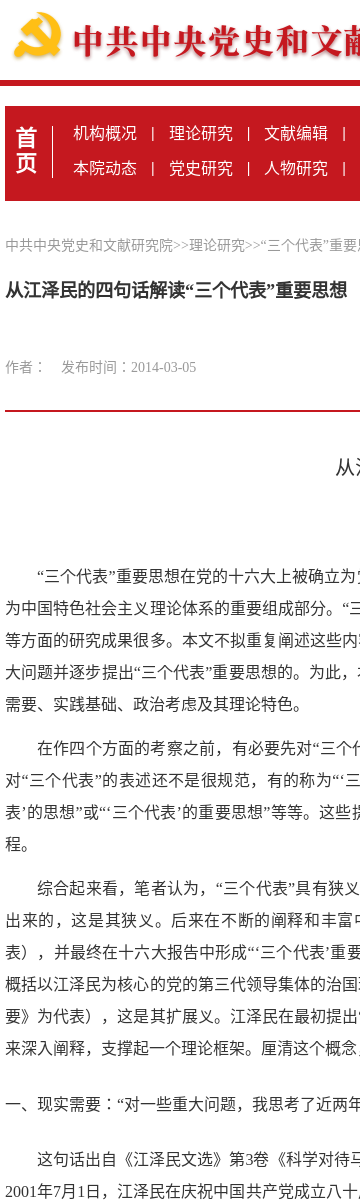 中共中央党史和文献
首页
机构概况 | 理论研究 | 文献编辑 |
本院动态 | 党史研究 | 人物研究 |
中共中央党史和文献研究院>>理论研究>>“三个代表”重要
从江泽民的四句话解读“三个代表”重要思想
作者： 发布时间：2014-03-05
从
“三个代表”重要思想在党的十六大上被确立为
为中国特色社会主义理论体系的重要组成部分。“三
等方面的研究成果很多。本文不拟重复阐述这些内
大问题并逐步提出“三个代表”重要思想的。为此，
需要、实践基础、政治考虑及其理论特色。
在作四个方面的考察之前，有必要先对“三个
对“三个代表”的表述还不是很规范，有的称为“‘三
表’的思想”或“‘三个代表’的重要思想”等等。这些
程。
综合起来看，笔者认为，“三个代表”具有狭义
出来的，这是其狭义。后来在不断的阐释和丰富中
表），并最终在十六大报告中形成“‘三个代表’重要
概括以江泽民为核心的党的第三代领导集体的治国
要》为代表），这是其扩展义。江泽民在最初提出
来深入阐释，支撑起一个理论框架。厘清这个概念
一、现实需要：“对一些重大问题，我思考了近两年
这句话出自《江泽民文选》第3卷《科学对待
2001年7月1日，江泽民在庆祝中国共产党成立八十